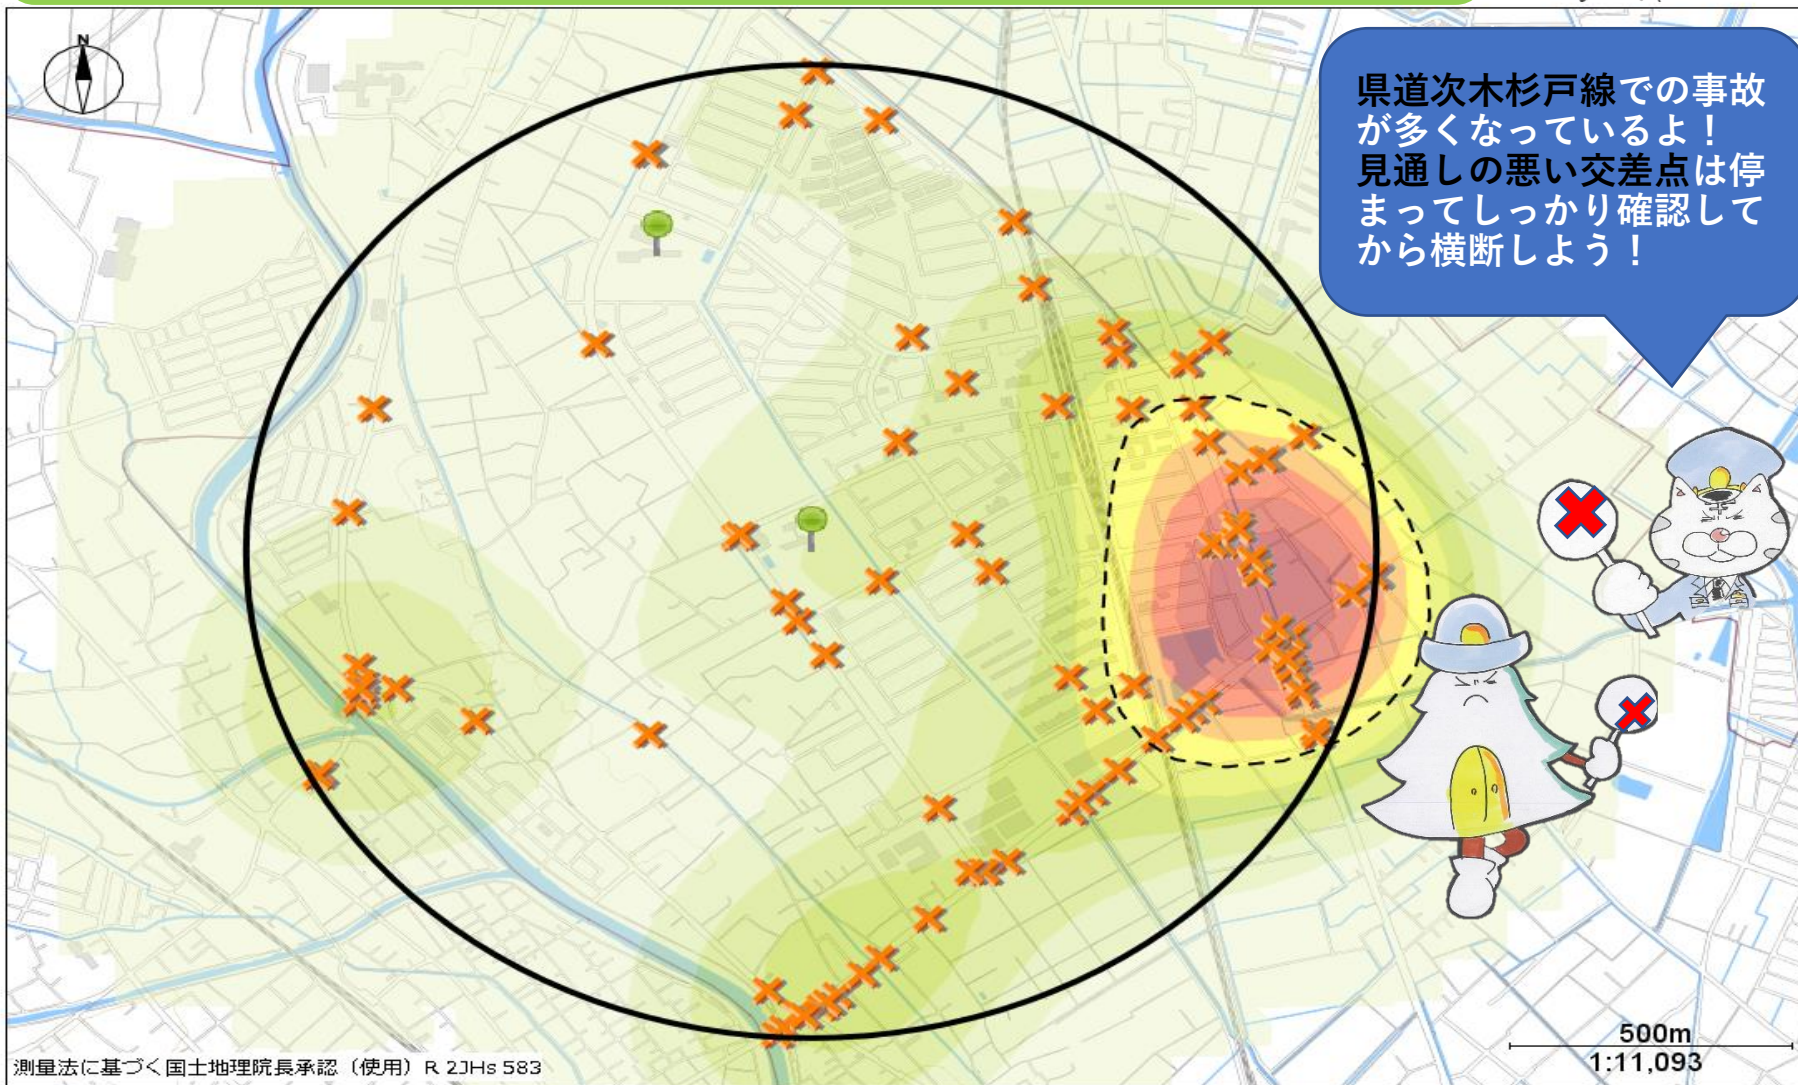 N
県道次木杉戸線での事故
が多くなっているよ！
見通しの悪い交差点は停
まってしっかり確認して
から横断しよう！
測量法に基づく国土地理院長承認（使用）R 2JHs 583
500m
1:11,093